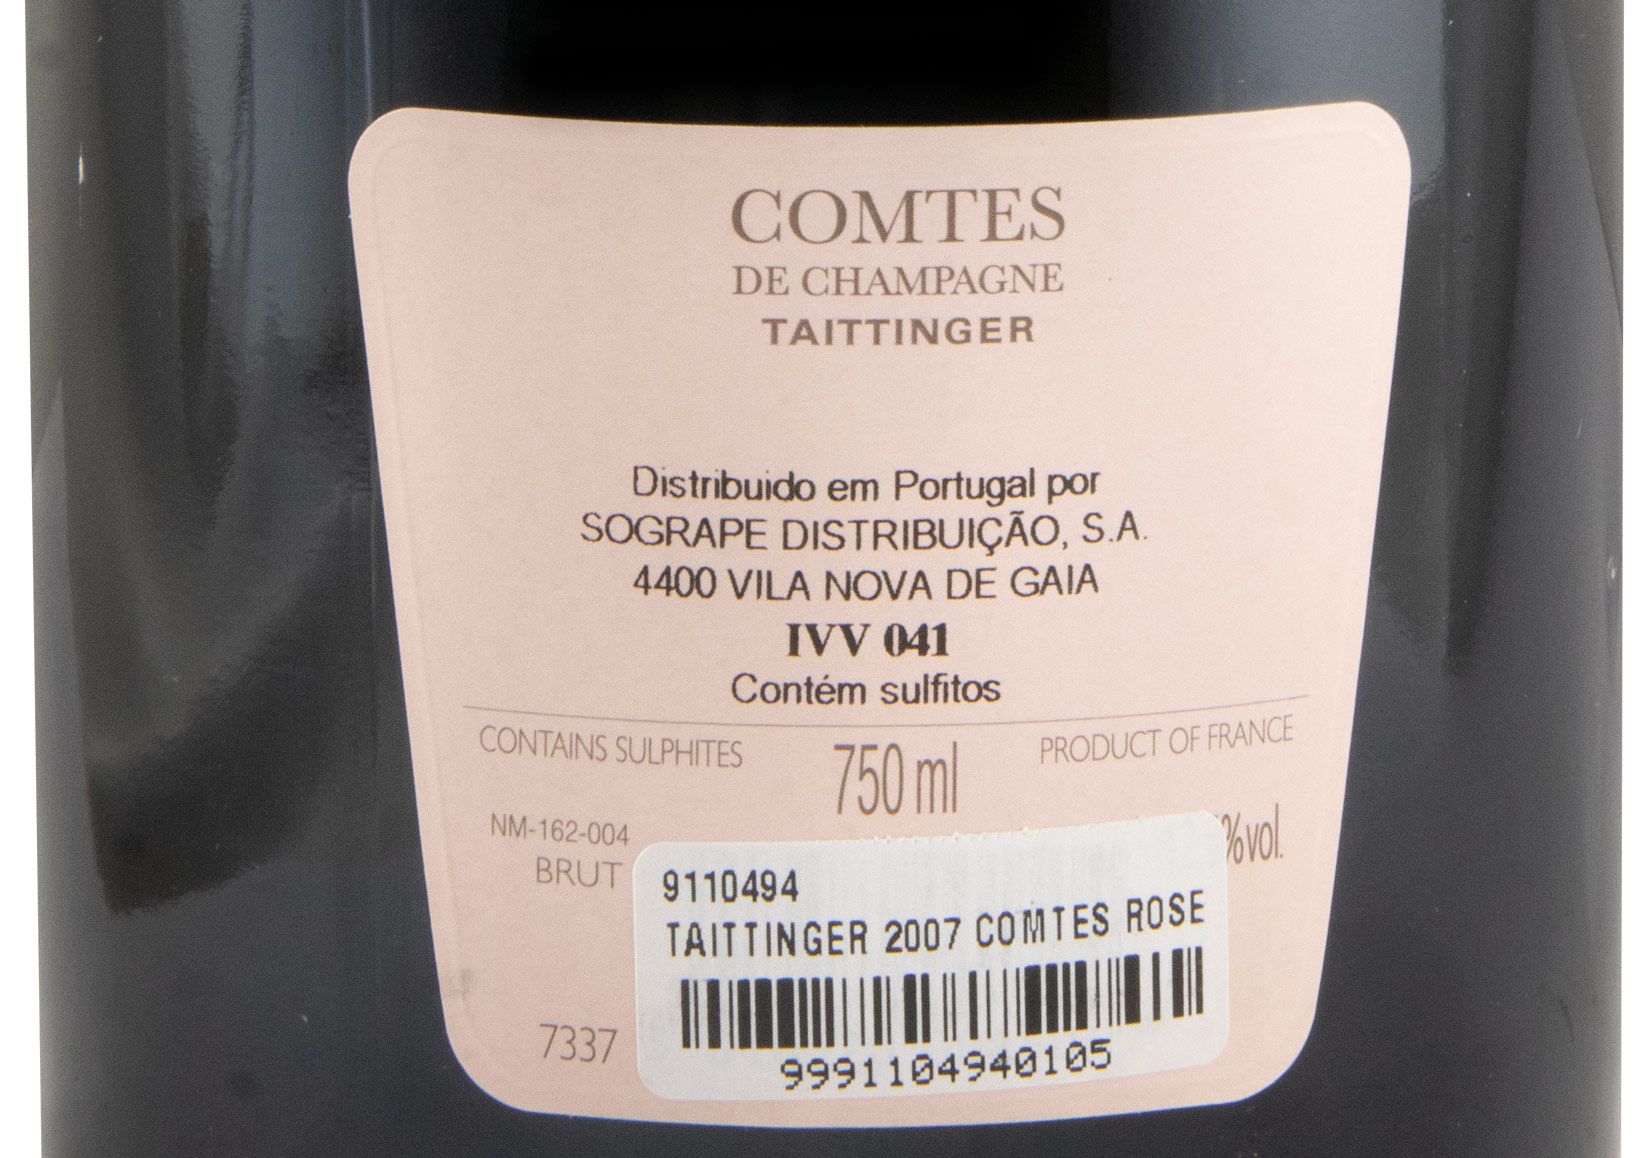 COMTES
DE CHAMPAGNE
TAITTINGER
Distribuido em Portugal por
SOGRAPE DISTRIBUIÇÃO, S.A.
4400 VILA NOVA DE GAIA
IVV 041
Contém sulfitos
CONTAINS SULPHITES 750 ml PRODUCT OF FRANCE
NM-162-004
BRUT
%vol.
9110494
TAITTINGER 2007 COMTES ROSE
7337
9991104940105